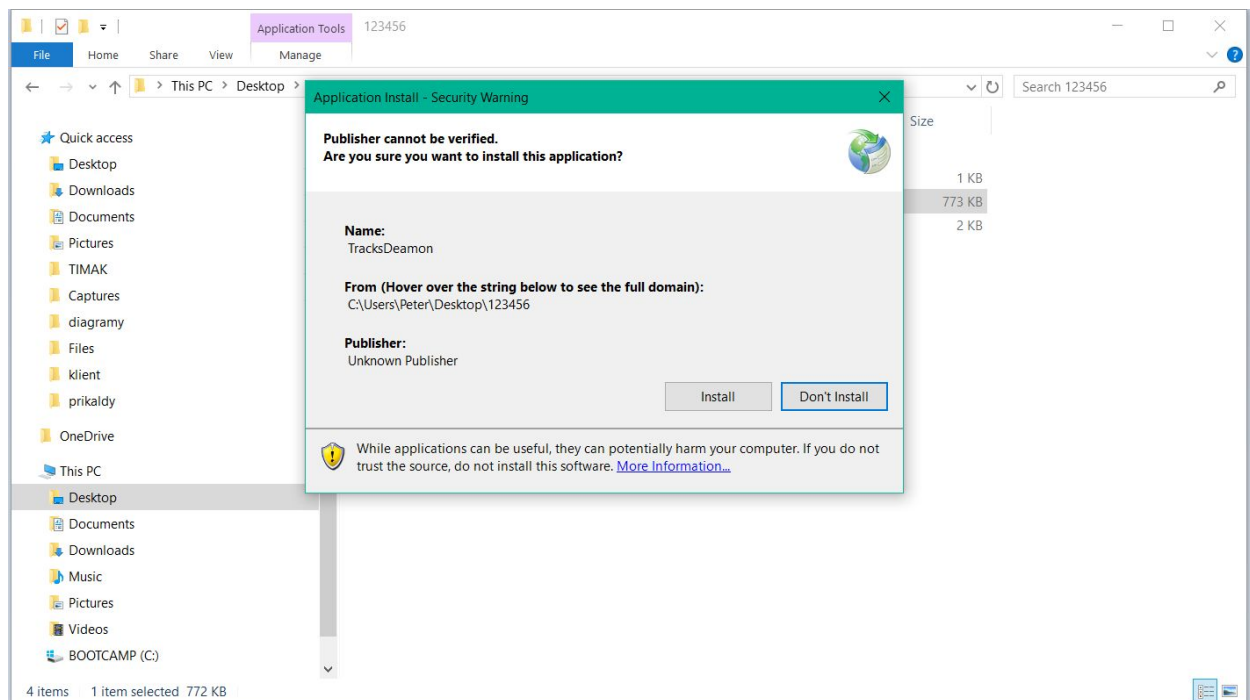 Application Tools 123456
File Home Share View Manage
This PC > Desktop > Search 123456
Application Install - Security Warning
Size
Publisher cannot be verified.
Are you sure you want to install this application?
1 KB
773 KB
2 KB
Name:
TracksDeamon
From (Hover over the string below to see the full domain):
C:\Users\Peter\Desktop\123456
Publisher:
Unknown Publisher
Install Don't Install
While applications can be useful, they can potentially harm your computer. If you do not
trust the source, do not install this software. More Information...
Quick access
Desktop
Downloads
Documents
Pictures
TIMAK
Captures
diagramy
Files
klient
prikaldy
OneDrive
This PC
Desktop
Documents
Downloads
Music
Pictures
Videos
BOOTCAMP (C:)
4 items 1 item selected 772 KB